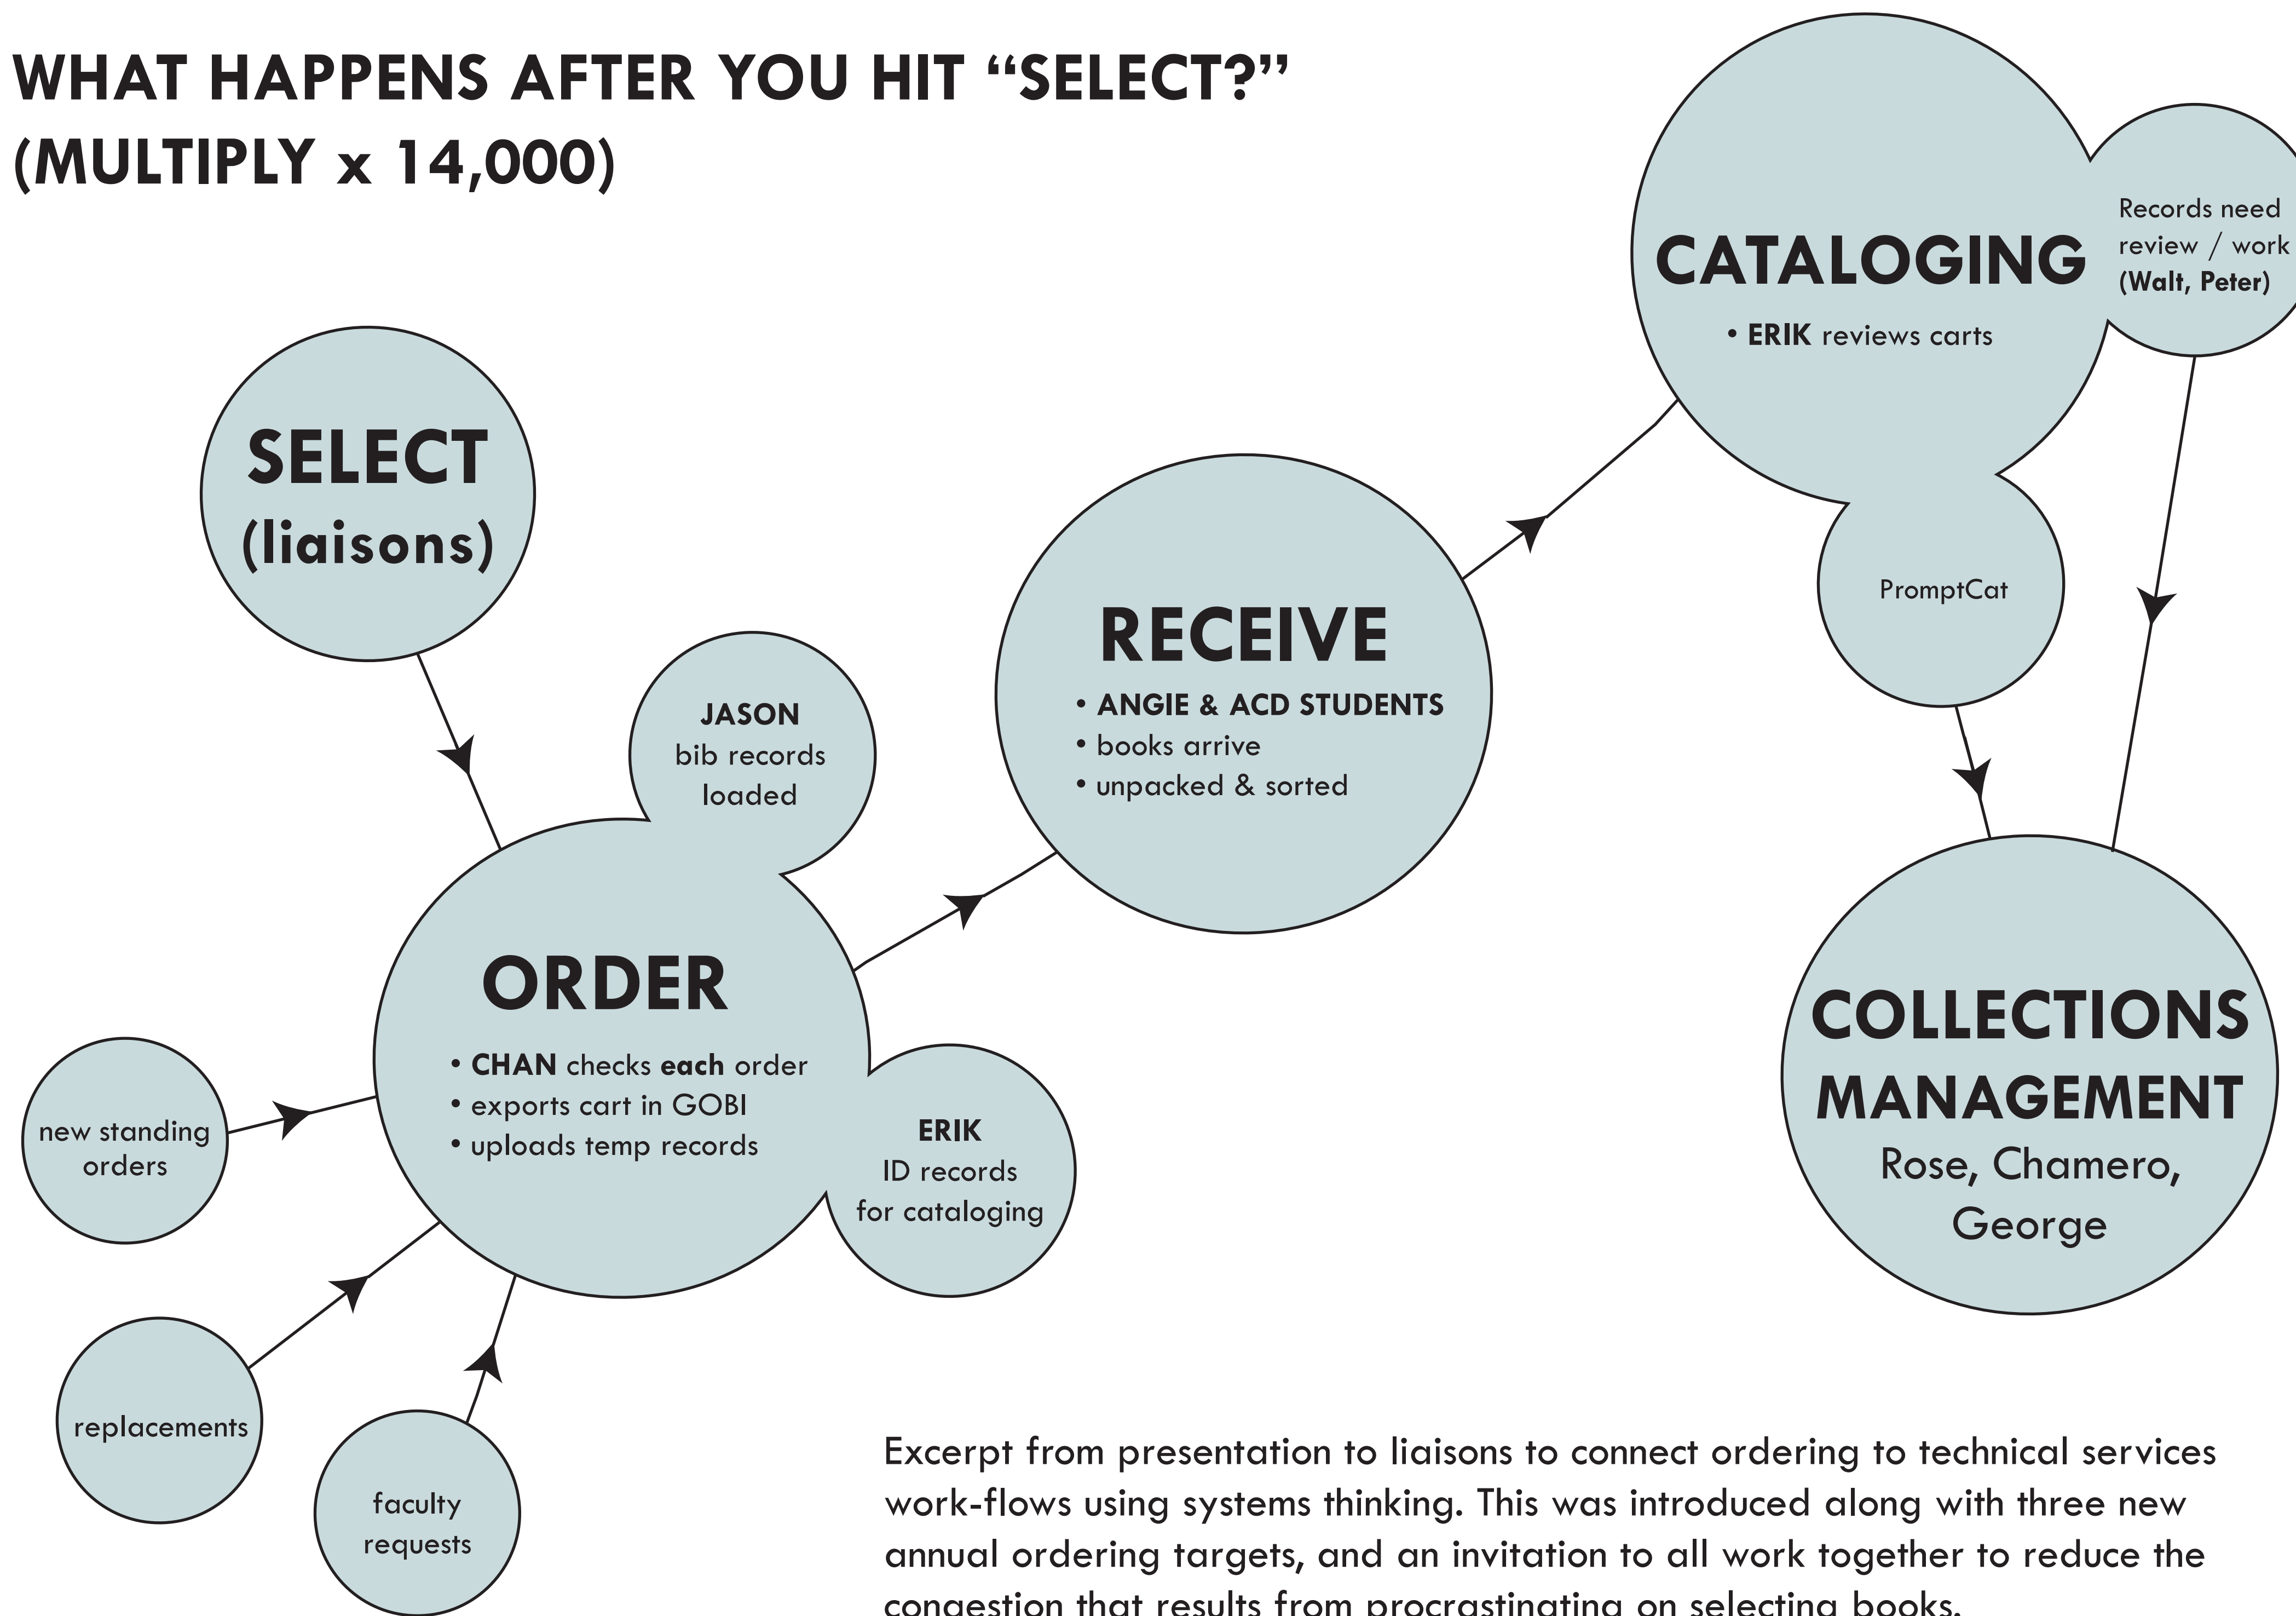 WHAT HAPPENS AFTER YOU HIT “SELECT?”
(MULTIPLY x 14,000)
SELECT
(liaisons)
JASON
bib records
loaded
ORDER
• CHAN checks each order
• exports cart in GOBI
• uploads temp records
ERIK
ID records
for cataloging
new standing
orders
replacements
faculty
requests
RECEIVE
• ANGIE & ACD STUDENTS
• books arrive
• unpacked & sorted
CATALOGING
• ERIK reviews carts
Records need
review / work
(Walt, Peter)
PromptCat
COLLECTIONS
MANAGEMENT
Rose, Chamero,
George
Excerpt from presentation to liaisons to connect ordering to technical services
work-flows using systems thinking. This was introduced along with three new
annual ordering targets, and an invitation to all work together to reduce the
congestion that results from procrastinating on selecting books.